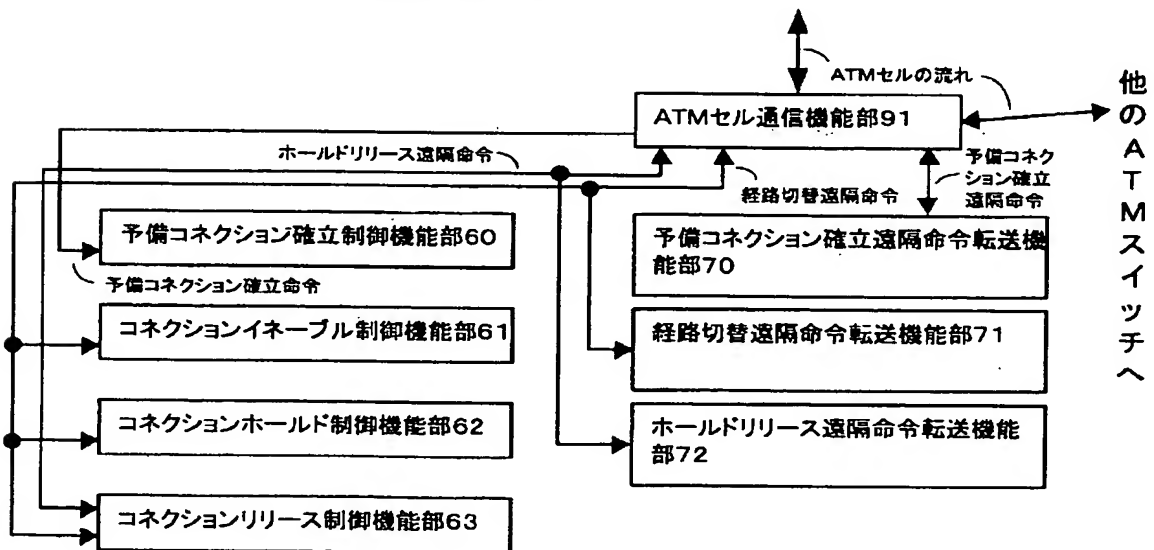 ATMセルの流れ
他のATMスイッチへ
ATMセル通信機能部91
ホールドリリース遠隔命令
経路切替遠隔命令
予備コネク
ション確立
遠隔命令
予備コネクション確立制御機能部60
予備コネクション確立命令
予備コネクション確立遠隔命令転送機
能部70
コネクションイネーブル制御機能部61
経路切替遠隔命令転送機能部71
コネクションホールド制御機能部62
ホールドリリース遠隔命令転送機能
部72
コネクションリリース制御機能部63